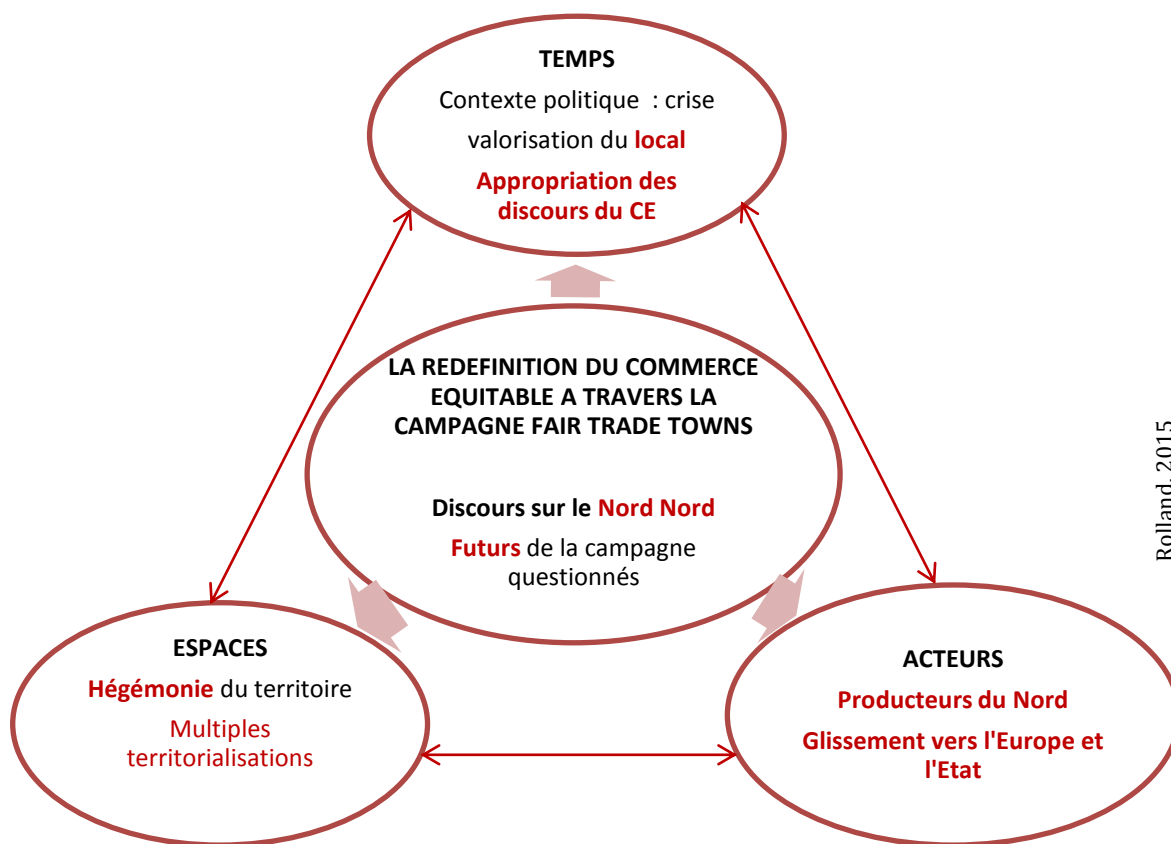 TEMPS
Contexte politique : crise
valorisation du local
Appropriation des
discours du CE
LA REDEFINITION DU COMMERCE
EQUITABLE A TRAVERS LA
CAMPAGNE FAIR TRADE TOWNS
Discours sur le Nord Nord
Futurs de la campagne
questionnés
ESPACES
Hégémonie du territoire
Multiples
territorialisations
ACTEURS
Producteurs du Nord
Glissement vers l'Europe et
l'Etat
Rolland, 2015